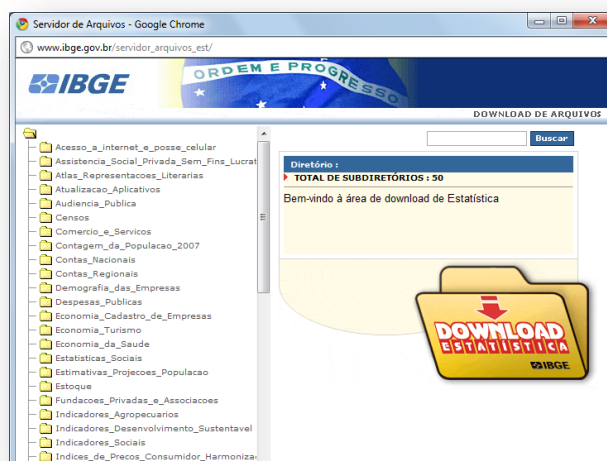 Servidor de Arquivos - Google Chrome
www.ibge.gov.br/servidor_arquivos_est/
IBGE
ORDEM E PROGRESSO
DOWNLOAD DE ARQUIVOS
Buscar
Acesso_a_internet_e_posse_celular
Assistencia_Social_Privada_Sem_Fins_Lucrat
Atlas_Representacoes_Literarias
Atualizacao_Aplicativos
Audiencia_Publica
Censos
Comercio_e_Servicos
Contagem_da_Populacao_2007
Contas_Nacionais
Contas_Regionais
Demografia_das_Empresas
Despesas_Publicas
Economia_Cadastro_de_Empresas
Economia_Turismo
Economia_da_Saude
Estatisticas_Sociais
Estimativas_Projecoes_Populacao
Estoque
Fundacoes_Privadas_e_Associacoes
Indicadores_Agropecuarios
Indicadores_Desenvolvimento_Sustentavel
Indicadores_Sociais
Indices_de_Precos_Consumidor_Harmoniza
Diretório :
TOTAL DE SUBDIRETÓRIOS : 50
Bem-vindo à área de download de Estatística
DOWNLOAD
ESTATÍSTICA
IBGE